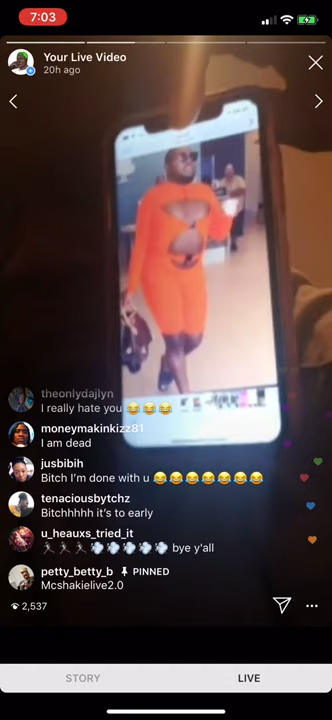 7:03
Your Live Video
20h ago
theonlydajlyn
I really hate you 😂😂😂
moneymakinkizz81
I am dead
jusbibih
Bitch I'm done with u 😂😂😂😂😂😂😂
tenaciousbytchz
Bitchhhhh it's to early
u_heauxs_tried_it
🏃🏿‍♀️🏃🏿‍♀️🏃🏿‍♀️💨💨💨💨💨 bye y'all
petty_betty_b 📌 PINNED
Mcshakielive2.0
2,537
STORY LIVE